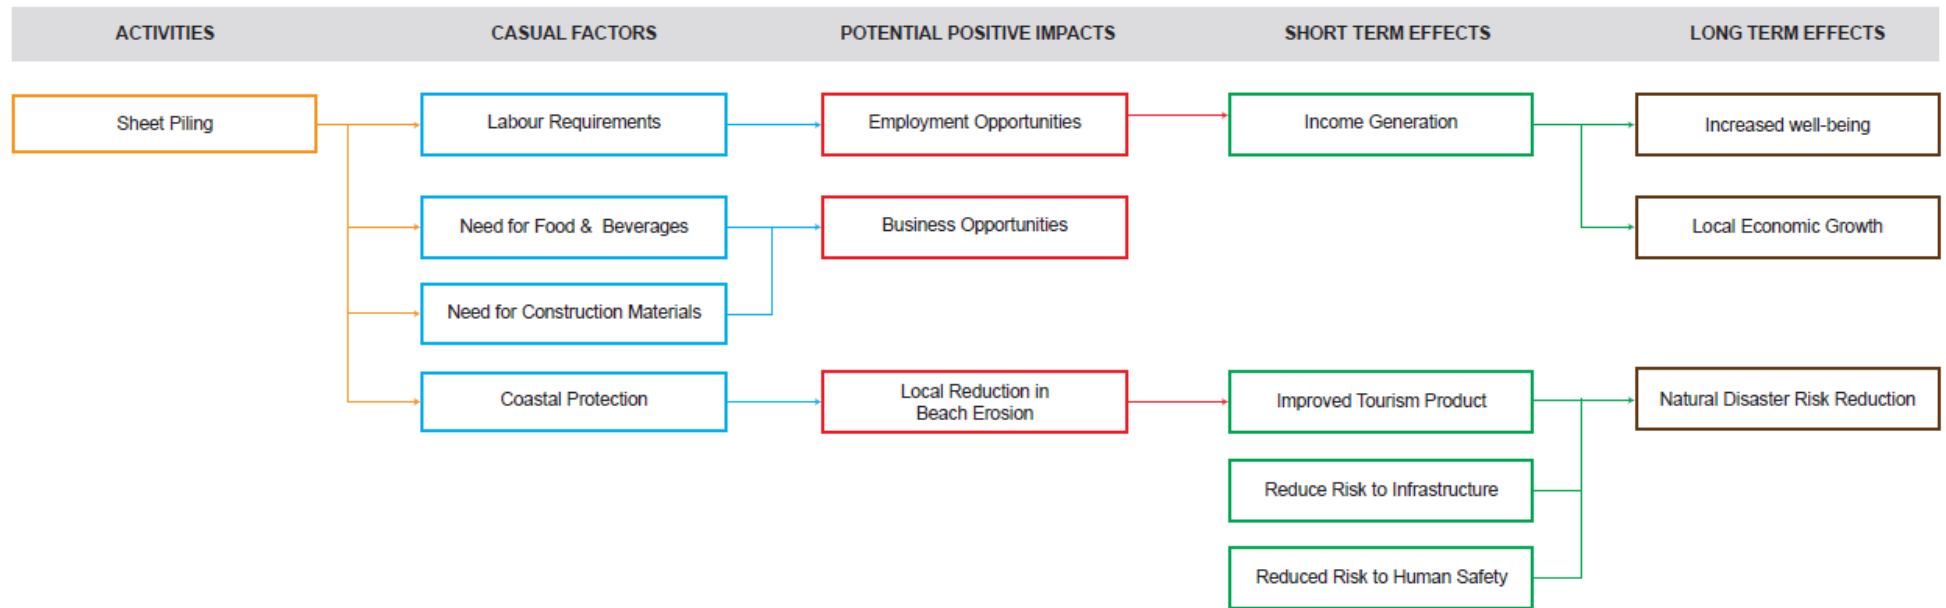 ACTIVITIES CASUAL FACTORS POTENTIAL POSITIVE IMPACTS SHORT TERM EFFECTS LONG TERM EFFECTS
Sheet Piling Labour Requirements Employment Opportunities Income Generation Increased well-being
Need for Food & Beverages Business Opportunities Local Economic Growth
Need for Construction Materials
Coastal Protection Local Reduction in
Beach Erosion Improved Tourism Product Natural Disaster Risk Reduction
Reduce Risk to Infrastructure
Reduced Risk to Human Safety